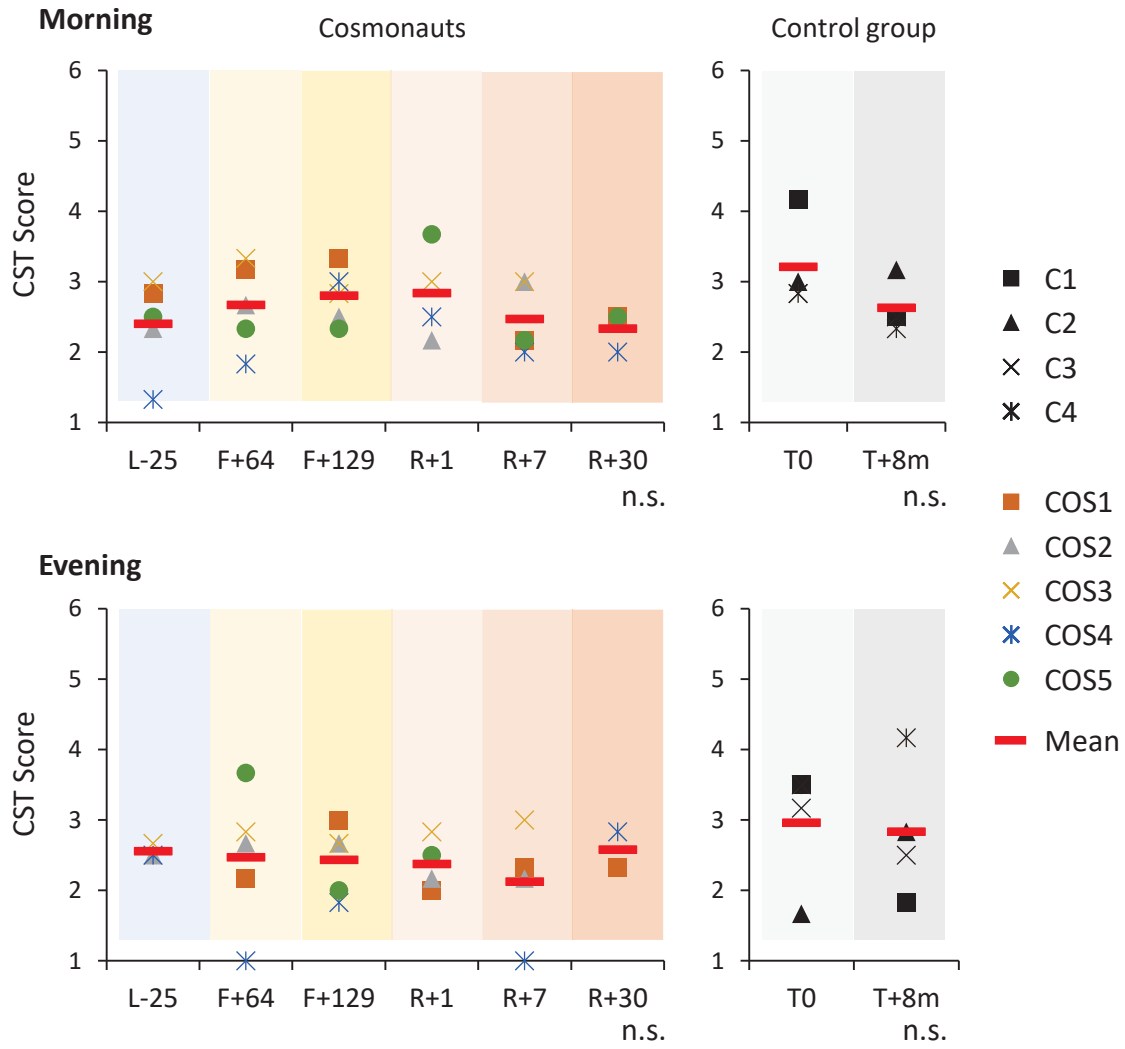 Morning
Cosmonauts
Control group
CST Score
6
5
4
3
2
1
L-25 F+64 F+129 R+1 R+7 R+30
n.s.
6
5
4
3
2
1
T0 T+8m
n.s.
C1
C2
C3
C4
COS1
COS2
COS3
COS4
COS5
Mean
Evening
CST Score
6
5
4
3
2
1
L-25 F+64 F+129 R+1 R+7 R+30
n.s.
6
5
4
3
2
1
T0 T+8m
n.s.